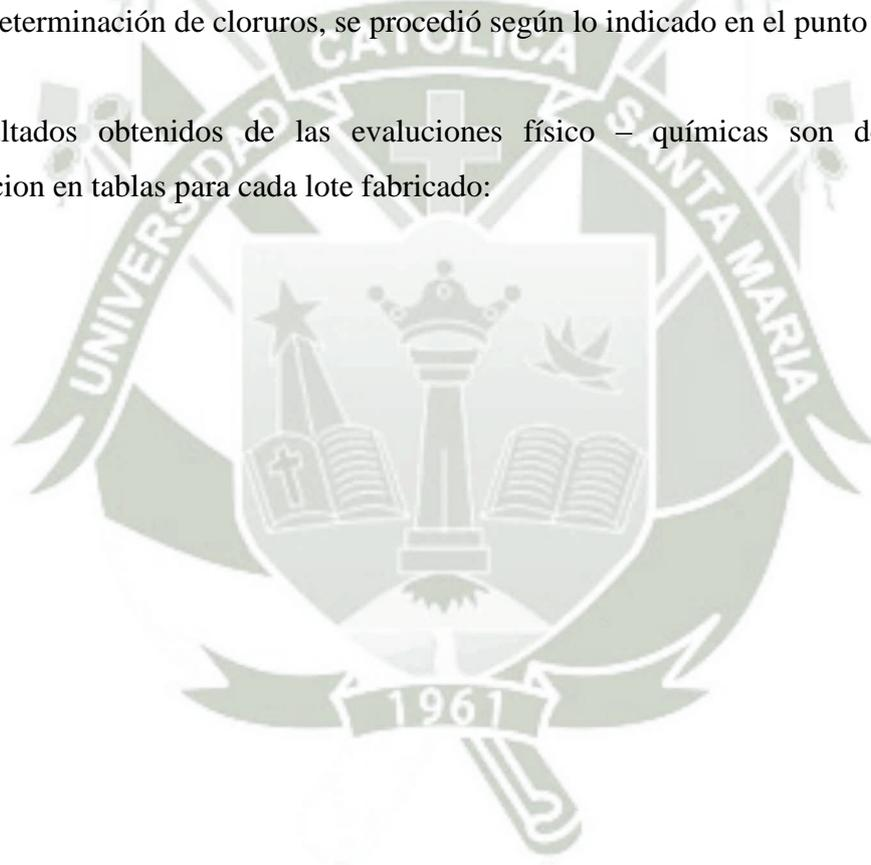 eterminación de cloruros, se procedió según lo indicado en el punto
CATOLICA
ltados obtenidos de las evaluciones físico – químicas son d
cion en tablas para cada lote fabricado:
UNIVERSIDAD
SANTA MARIA
1961